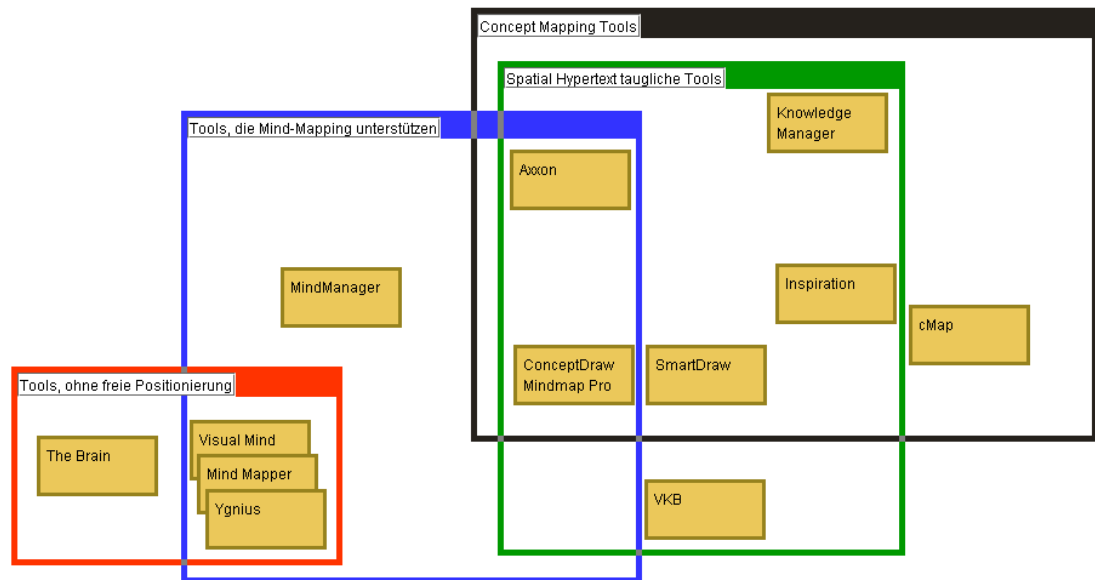 Concept Mapping Tools
Spatial Hypertext taugliche Tools
Knowledge
Manager
Tools, die Mind-Mapping unterstützen
Axxon
MindManager
Inspiration
cMap
ConceptDraw
Mindmap Pro
SmartDraw
Tools, ohne freie Positionierung
The Brain
Visual Mind
Mind Mapper
Ygnius
VKB